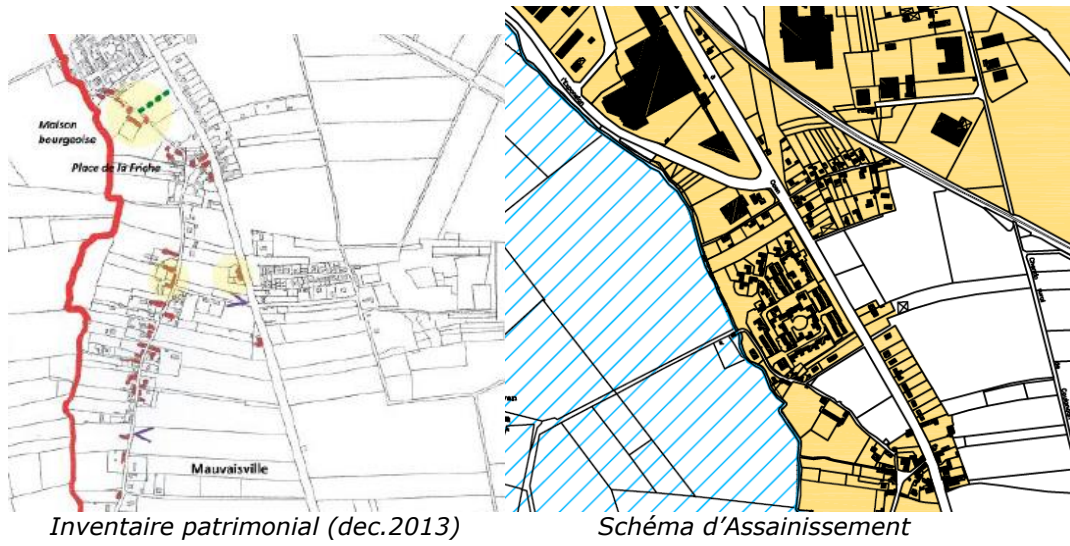 Maison
bourgeoise
Place de la Friche
Mauvaisville
Inventaire patrimonial (dec.2013)
Schéma d’Assainissement